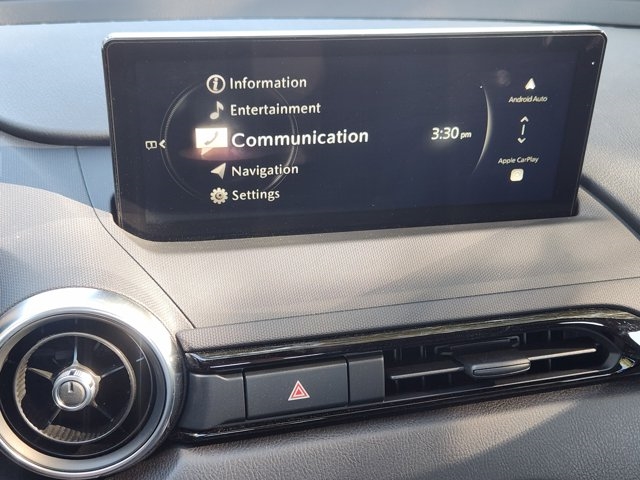 Information
Entertainment
Communication
Navigation
Settings
3:30 pm
Android Auto
Apple CarPlay